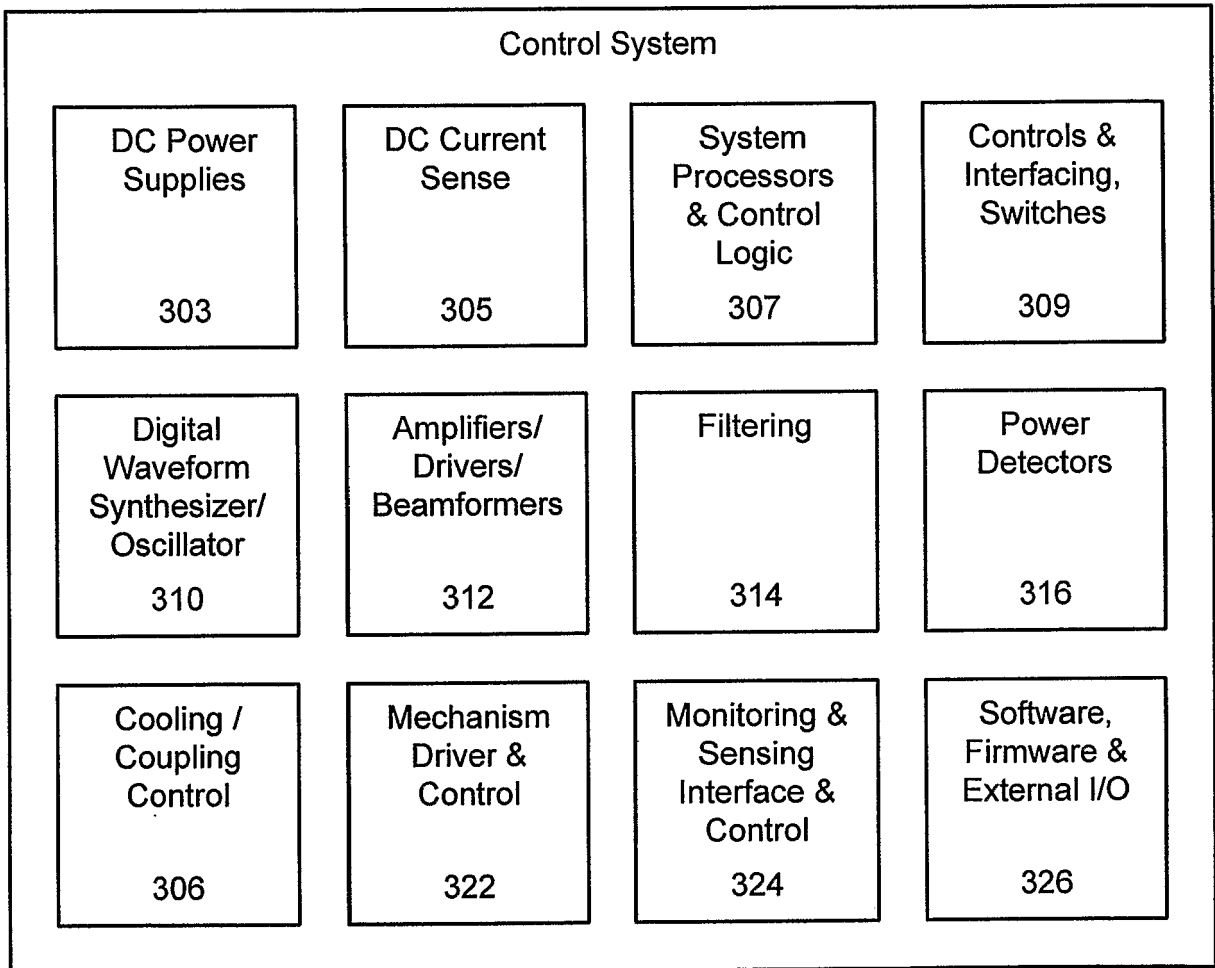 Control System
DC Power
Supplies
303
DC Current
Sense
305
System
Processors
& Control
Logic
307
Controls &
Interfacing,
Switches
309
Digital
Waveform
Synthesizer/
Oscillator
310
Amplifiers/
Drivers/
Beamformers
312
Filtering
314
Power
Detectors
316
Cooling /
Coupling
Control
306
Mechanism
Driver &
Control
322
Monitoring &
Sensing
Interface &
Control
324
Software,
Firmware &
External I/O
326